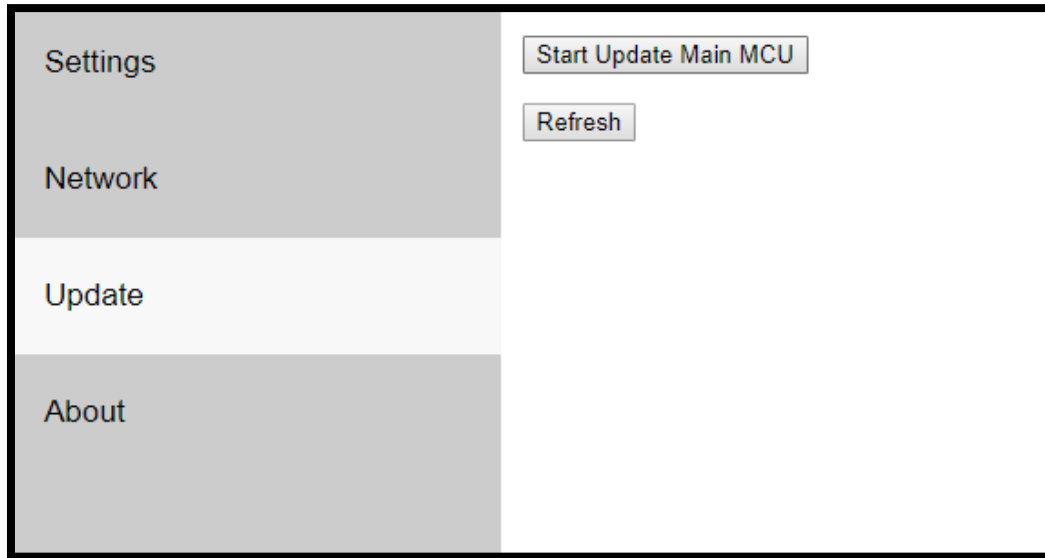 Settings
Network
Update
About
Start Update Main MCU
Refresh